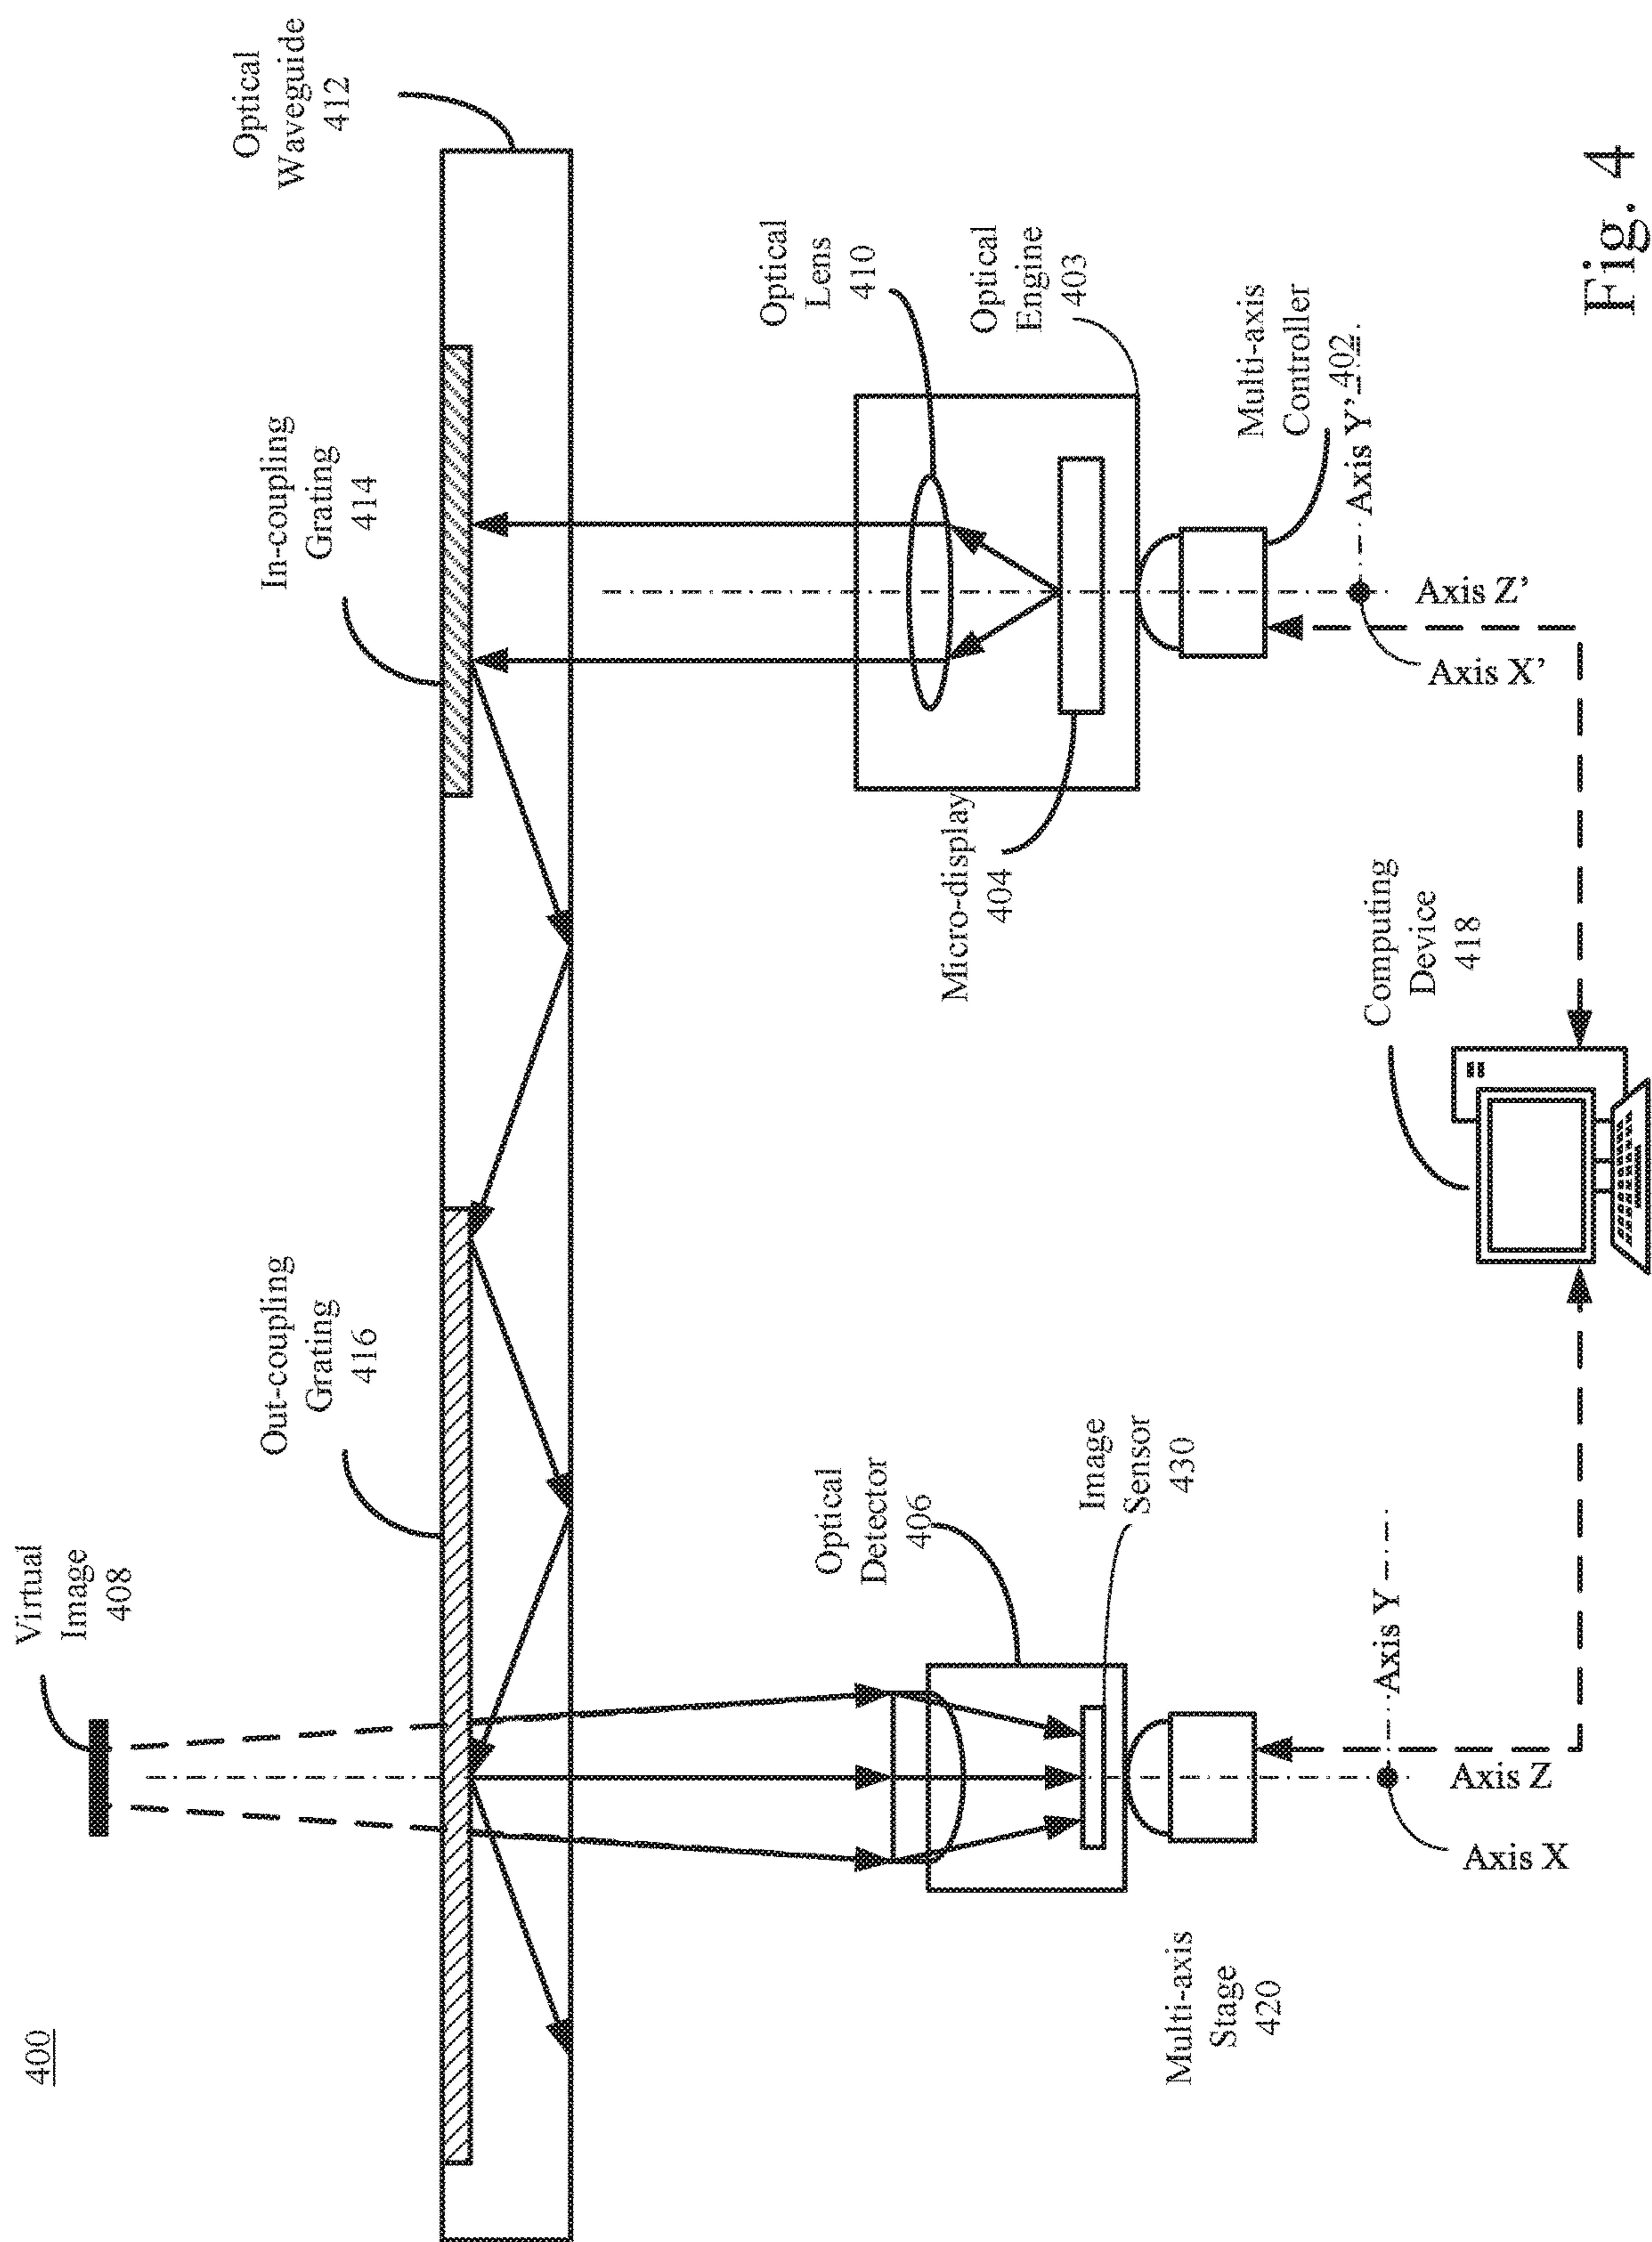 400
Virtual
Image
408
Out-coupling
Grating
416
In-coupling
Grating
414
Optical
Waveguide
412
Optical
Detector
406
Image
Sensor
430
Multi-axis
Stage
420
Axis Y
Axis Z
Axis X
Micro-display
404
Optical
Lens
410
Optical
Engine
403
Multi-axis
Controller
402
Axis Y’
Axis Z’
Axis X’
Computing
Device
418
Fig. 4